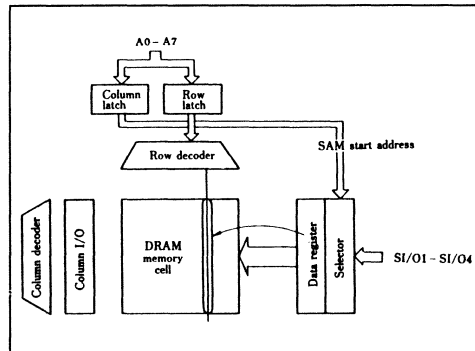 A0 – A7
Column
latch
Row
latch
SAM start address
Row decoder
Column decoder
Column I/O
DRAM
memory
cell
Data register
Selector
SI/O1 – SI/O4